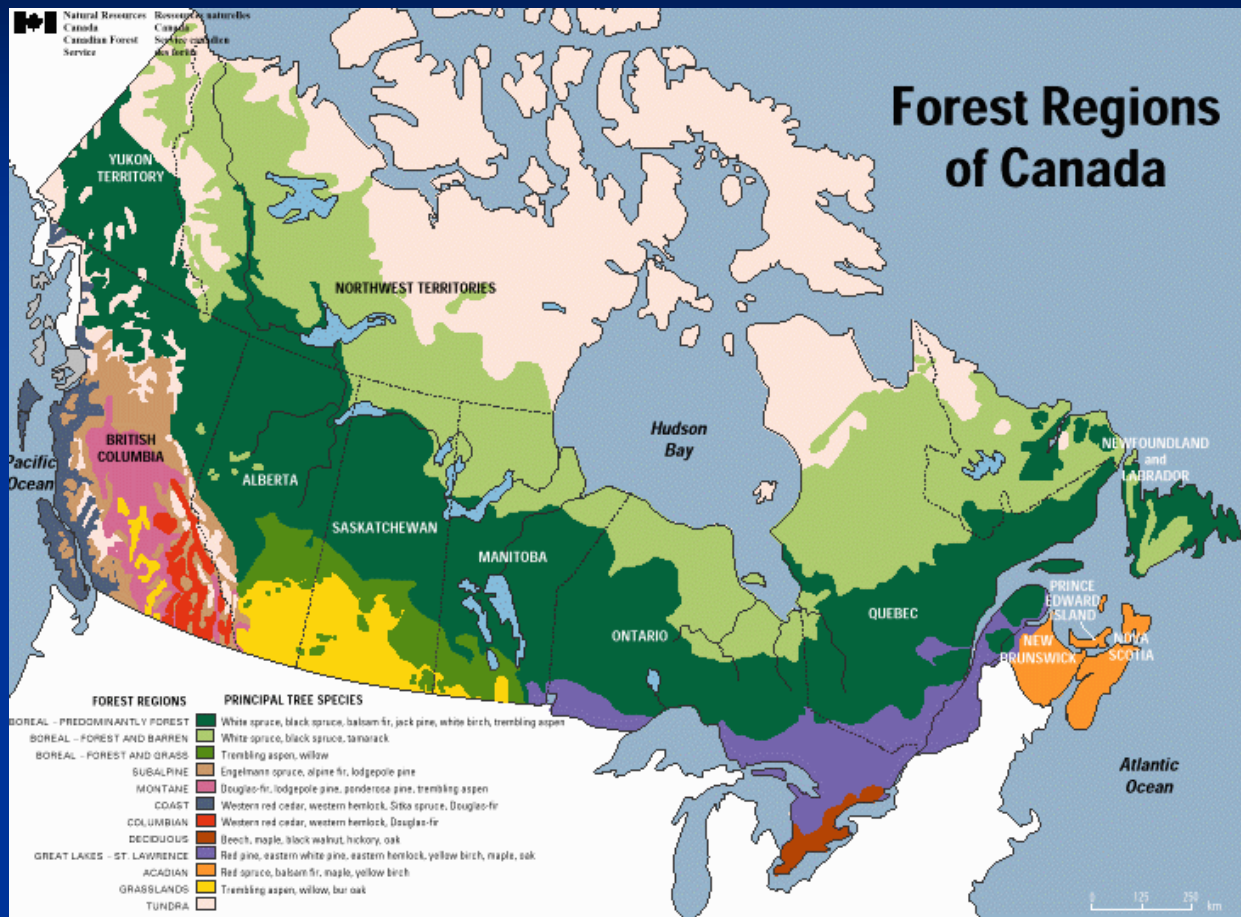 Natural Resources Ressources naturelles
Canada Canada
Canadian Forest Service canadien
Service des forêts
Forest Regions
of Canada
YUKON
TERRITORY
NORTHWEST TERRITORIES
Hudson
Bay
BRITISH
COLUMBIA
Pacific
Ocean
ALBERTA
SASKATCHEWAN
MANITOBA
ONTARIO
QUEBEC
NEWFOUNDLAND
and
LABRADOR
PRINCE
EDWARD
ISLAND
NEW
BRUNSWICK
NOVA
SCOTIA
Atlantic
Ocean
FOREST REGIONS PRINCIPAL TREE SPECIES
BOREAL – PREDOMINANTLY FOREST White spruce, black spruce, balsam fir, jack pine, white birch, trembling aspen
BOREAL – FOREST AND BARREN White spruce, black spruce, tamarack
BOREAL – FOREST AND GRASS Trembling aspen, willow
SUBALPINE Engelmann spruce, alpine fir, lodgepole pine
MONTANE Douglas-fir, lodgepole pine, ponderosa pine, trembling aspen
COAST Western red cedar, western hemlock, Sitka spruce, Douglas-fir
COLUMBIAN Western red cedar, western hemlock, Douglas-fir
DECIDUOUS Beech, maple, black walnut, hickory, oak
GREAT LAKES – ST. LAWRENCE Red pine, eastern white pine, eastern hemlock, yellow birch, maple, oak
ACADIAN Red spruce, balsam fir, maple, yellow birch
GRASSLANDS Trembling aspen, willow, bur oak
TUNDRA
0 125 250
km